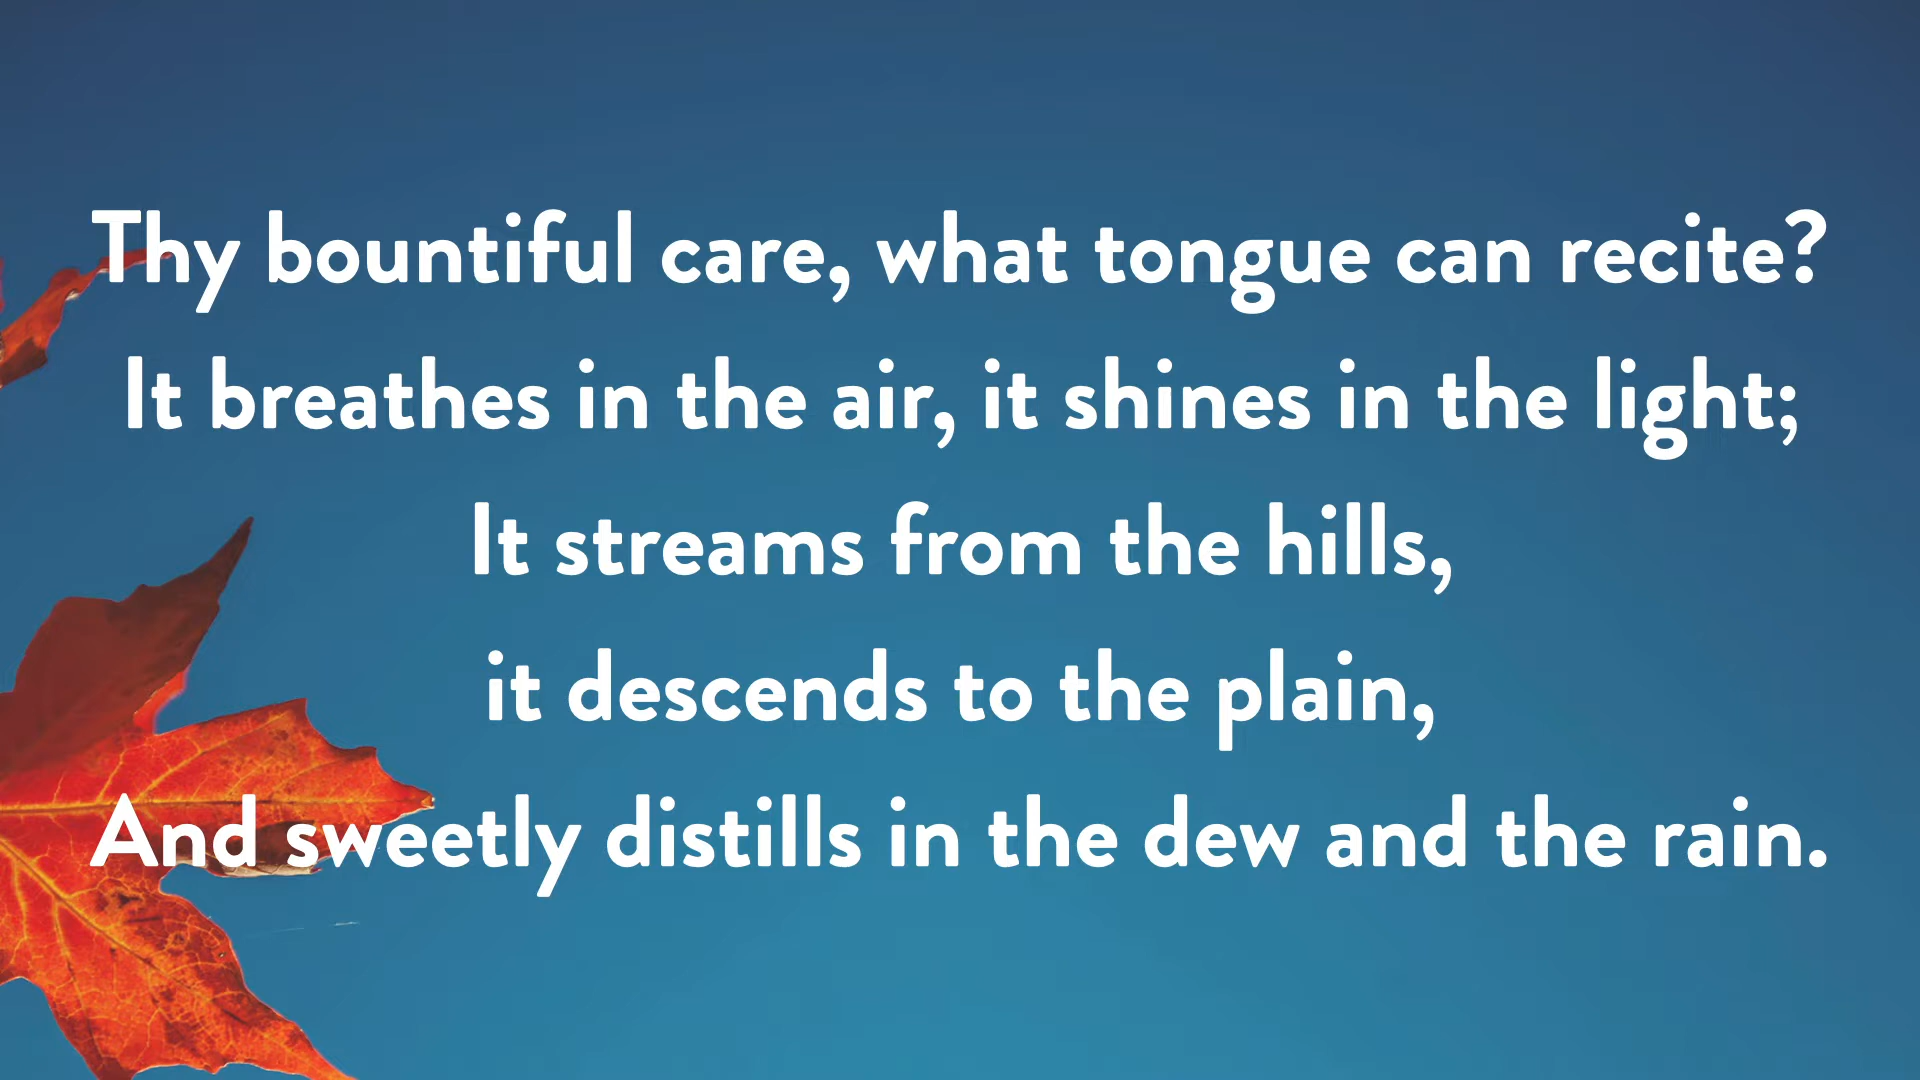 Thy bountiful care, what tongue can recite?
It breathes in the air, it shines in the light;
It streams from the hills,
it descends to the plain,
And sweetly distills in the dew and the rain.